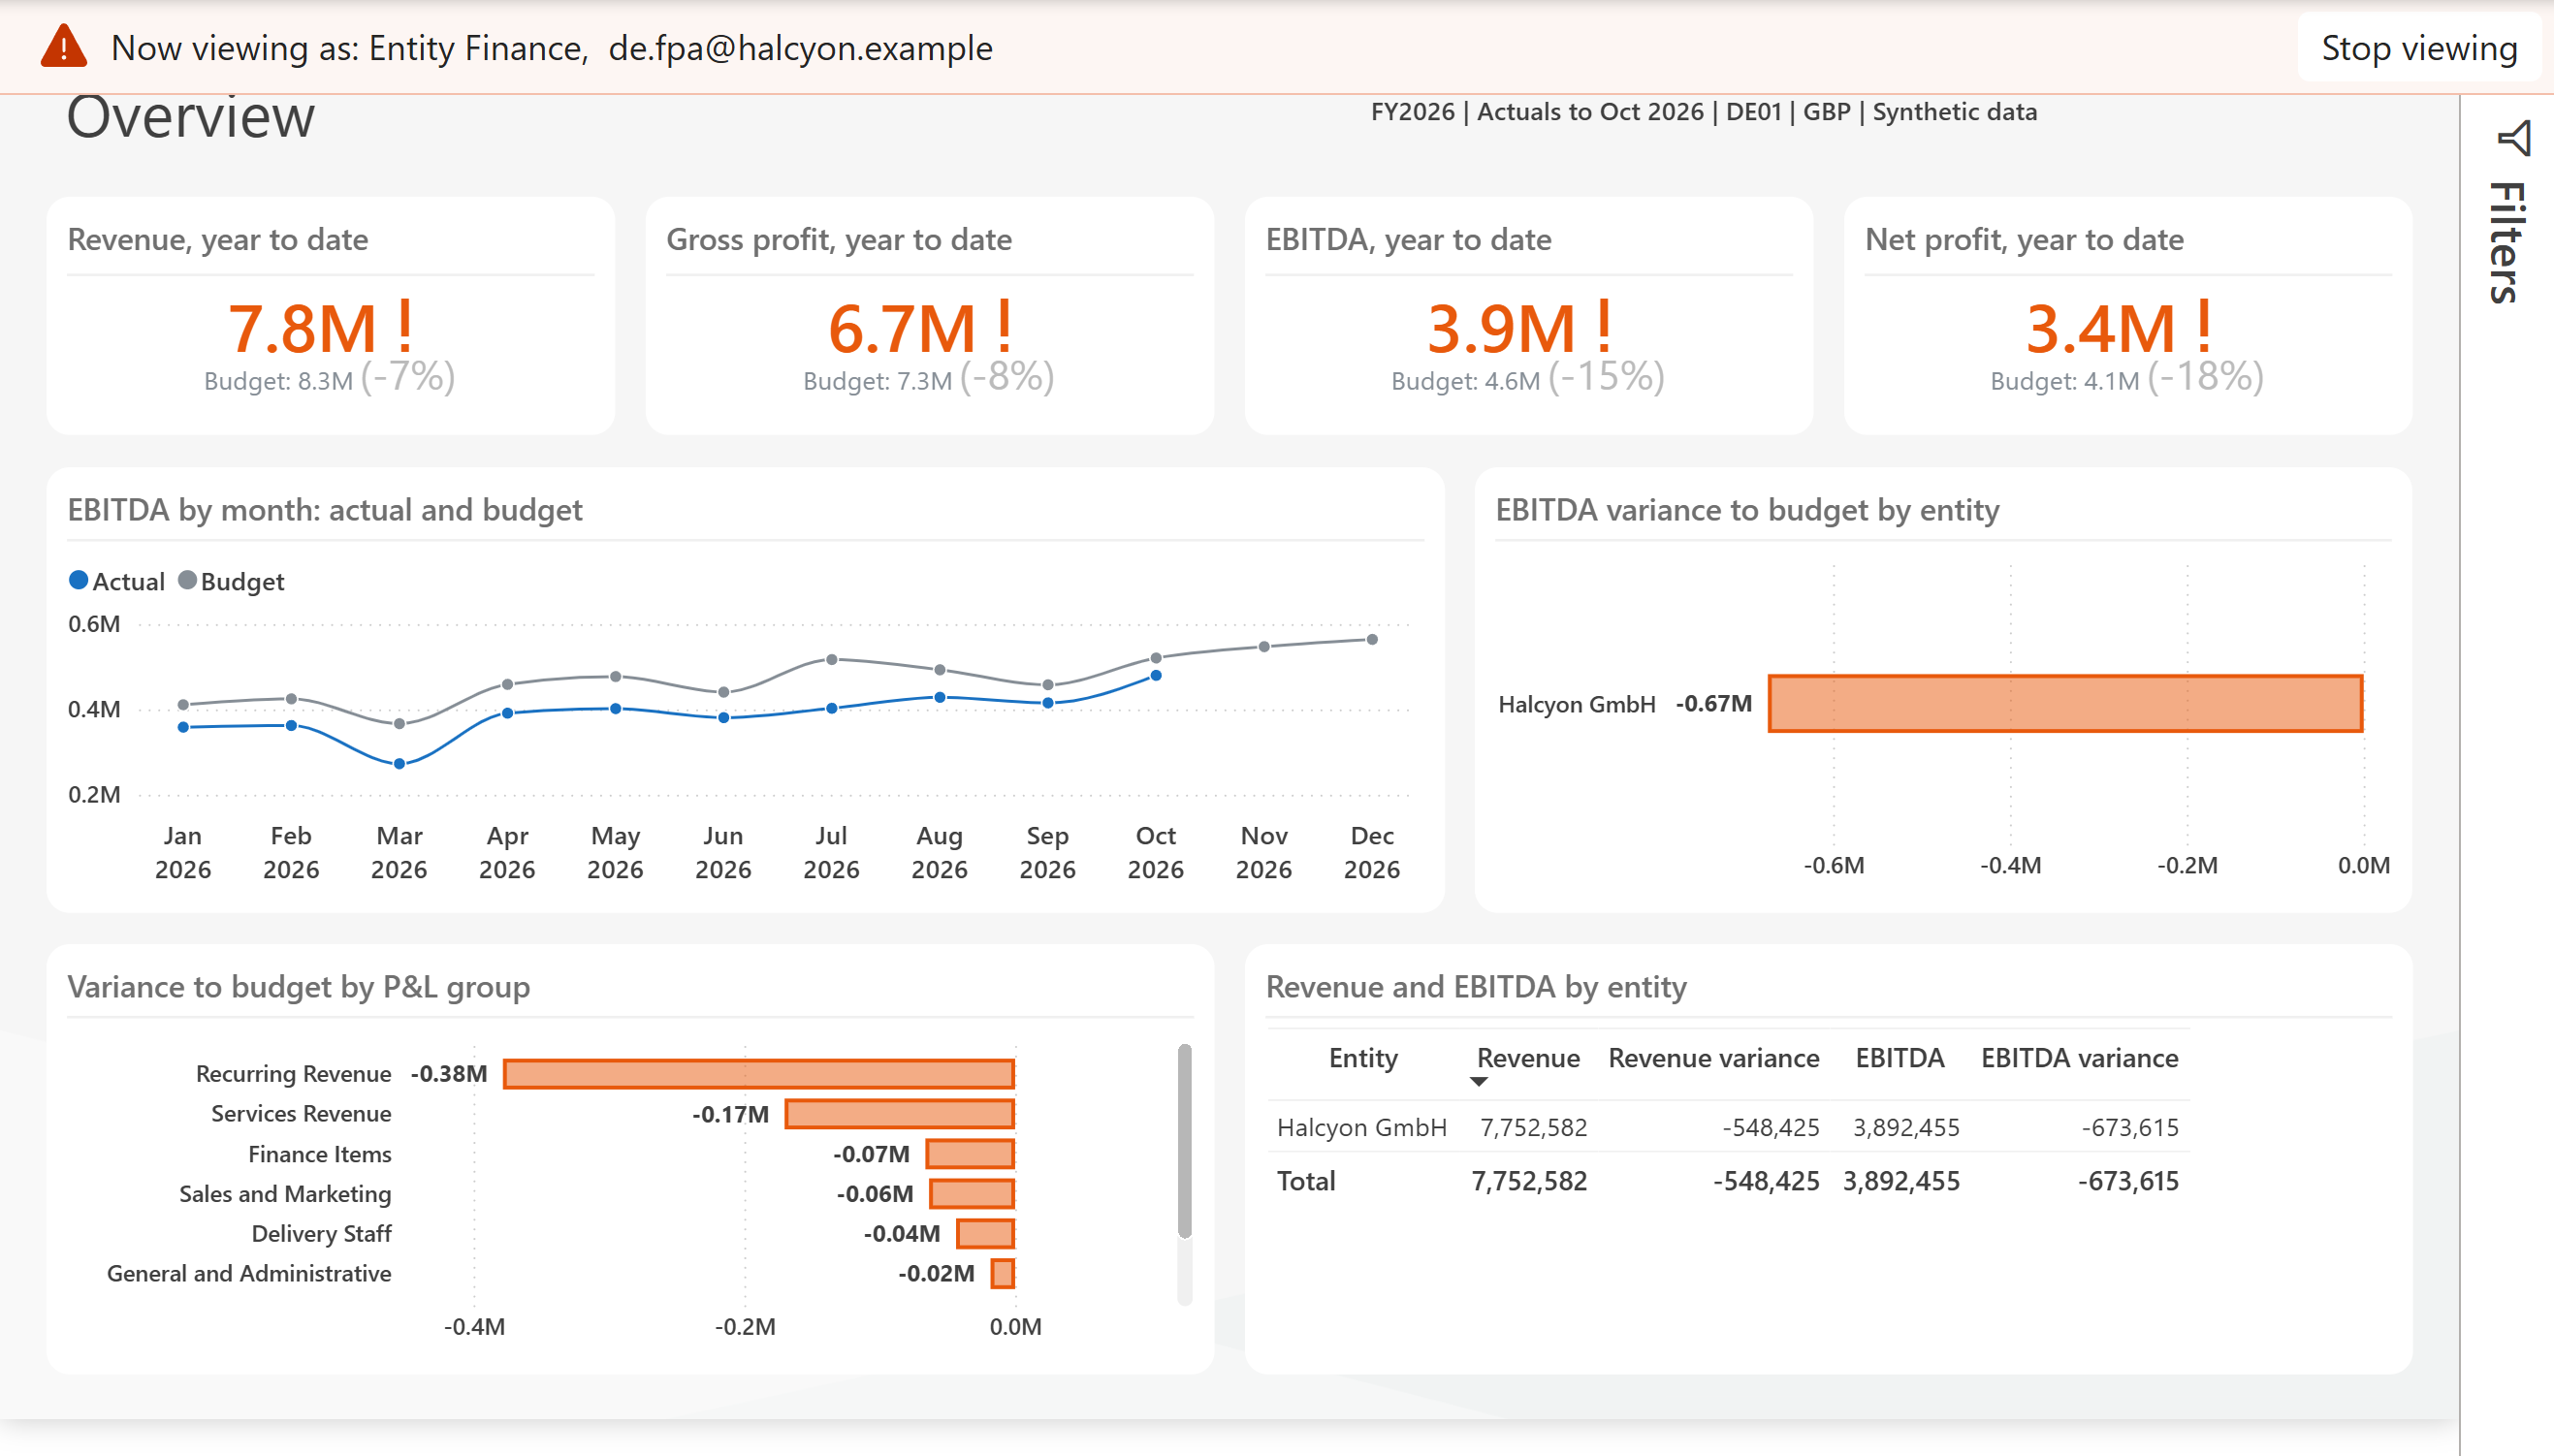 Now viewing as: Entity Finance, de.fpa@halcyon.example
Stop viewing
Overview
FY2026 | Actuals to Oct 2026 | DE01 | GBP | Synthetic data
Filters
Revenue, year to date
7.8M !
Budget: 8.3M (-7%)
Gross profit, year to date
6.7M !
Budget: 7.3M (-8%)
EBITDA, year to date
3.9M !
Budget: 4.6M (-15%)
Net profit, year to date
3.4M !
Budget: 4.1M (-18%)
EBITDA by month: actual and budget
Actual Budget
0.6M
0.4M
0.2M
Jan Feb Mar Apr May Jun Jul Aug Sep Oct Nov Dec
2026 2026 2026 2026 2026 2026 2026 2026 2026 2026 2026 2026
EBITDA variance to budget by entity
Halcyon GmbH -0.67M
-0.6M -0.4M -0.2M 0.0M
Variance to budget by P&L group
Recurring Revenue -0.38M
Services Revenue -0.17M
Finance Items -0.07M
Sales and Marketing -0.06M
Delivery Staff -0.04M
General and Administrative -0.02M
-0.4M -0.2M 0.0M
Revenue and EBITDA by entity
Entity Revenue Revenue variance EBITDA EBITDA variance
Halcyon GmbH 7,752,582 -548,425 3,892,455 -673,615
Total 7,752,582 -548,425 3,892,455 -673,615